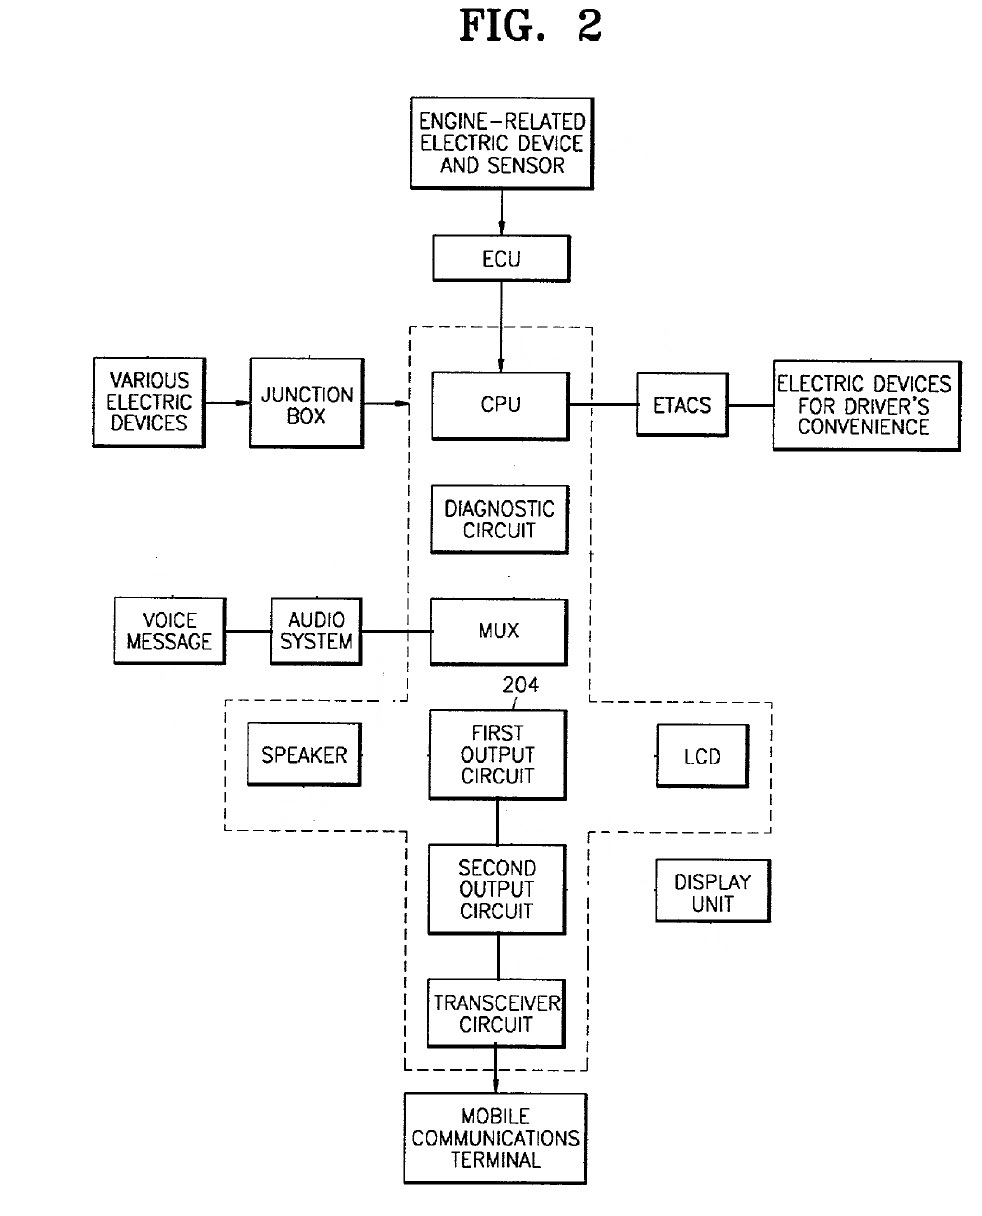 FIG. 2
ENGINE-RELATED
ELECTRIC DEVICE
AND SENSOR
ECU
VARIOUS
ELECTRIC
DEVICES
JUNCTION
BOX
CPU
ETACS
ELECTRIC DEVICES
FOR DRIVER'S
CONVENIENCE
DIAGNOSTIC
CIRCUIT
VOICE
MESSAGE
AUDIO
SYSTEM
MUX
204
SPEAKER
FIRST
OUTPUT
CIRCUIT
LCD
SECOND
OUTPUT
CIRCUIT
DISPLAY
UNIT
TRANSCEIVER
CIRCUIT
MOBILE
COMMUNICATIONS
TERMINAL